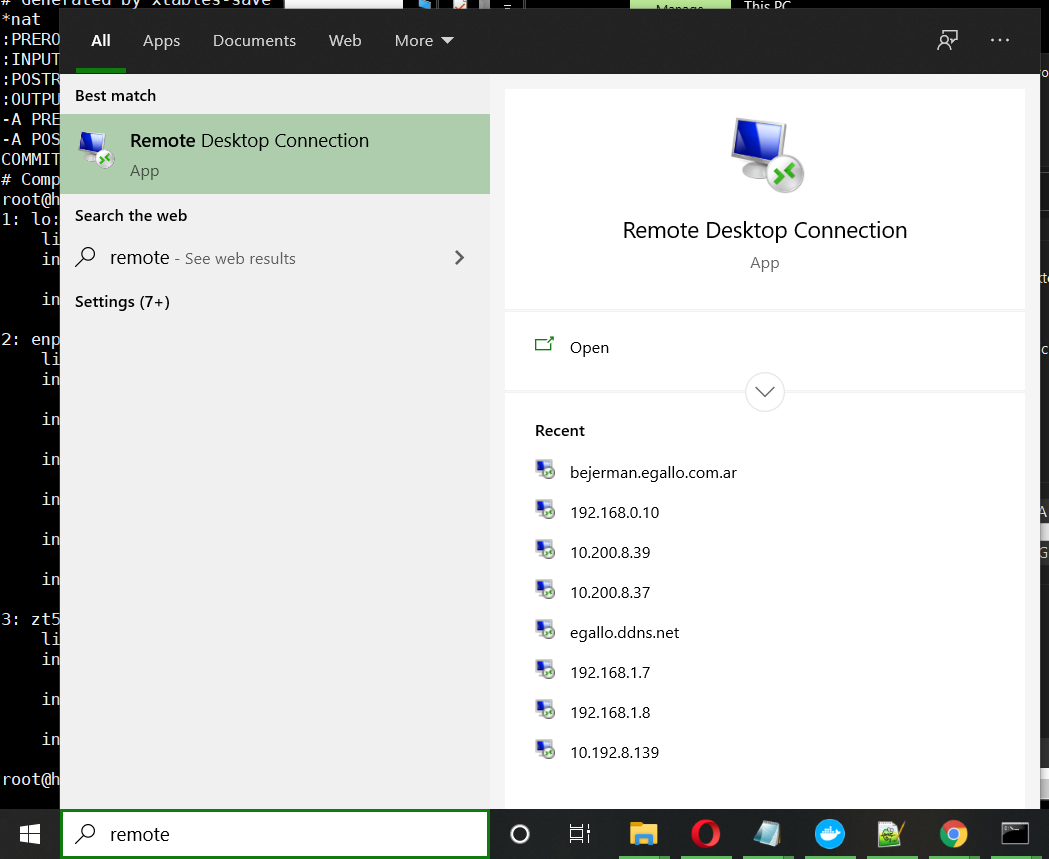 # Generated by xtables-save
This PC
Manage
*nat
:PRERO
:INPUT
:POSTR
:OUTPU
-A PRE
-A POS
COMMIT
# Comp
root@h
1: lo:
li
in
in
2: enp
li
in
in
in
in
in
in
3: zt5
li
in
in
in
root@h
All
Apps
Documents
Web
More
Best match
Remote Desktop Connection
App
Search the web
remote - See web results
Settings (7+)
Remote Desktop Connection
App
Open
Recent
bejerman.egallo.com.ar
192.168.0.10
10.200.8.39
10.200.8.37
egallo.ddns.net
192.168.1.7
192.168.1.8
10.192.8.139
remote